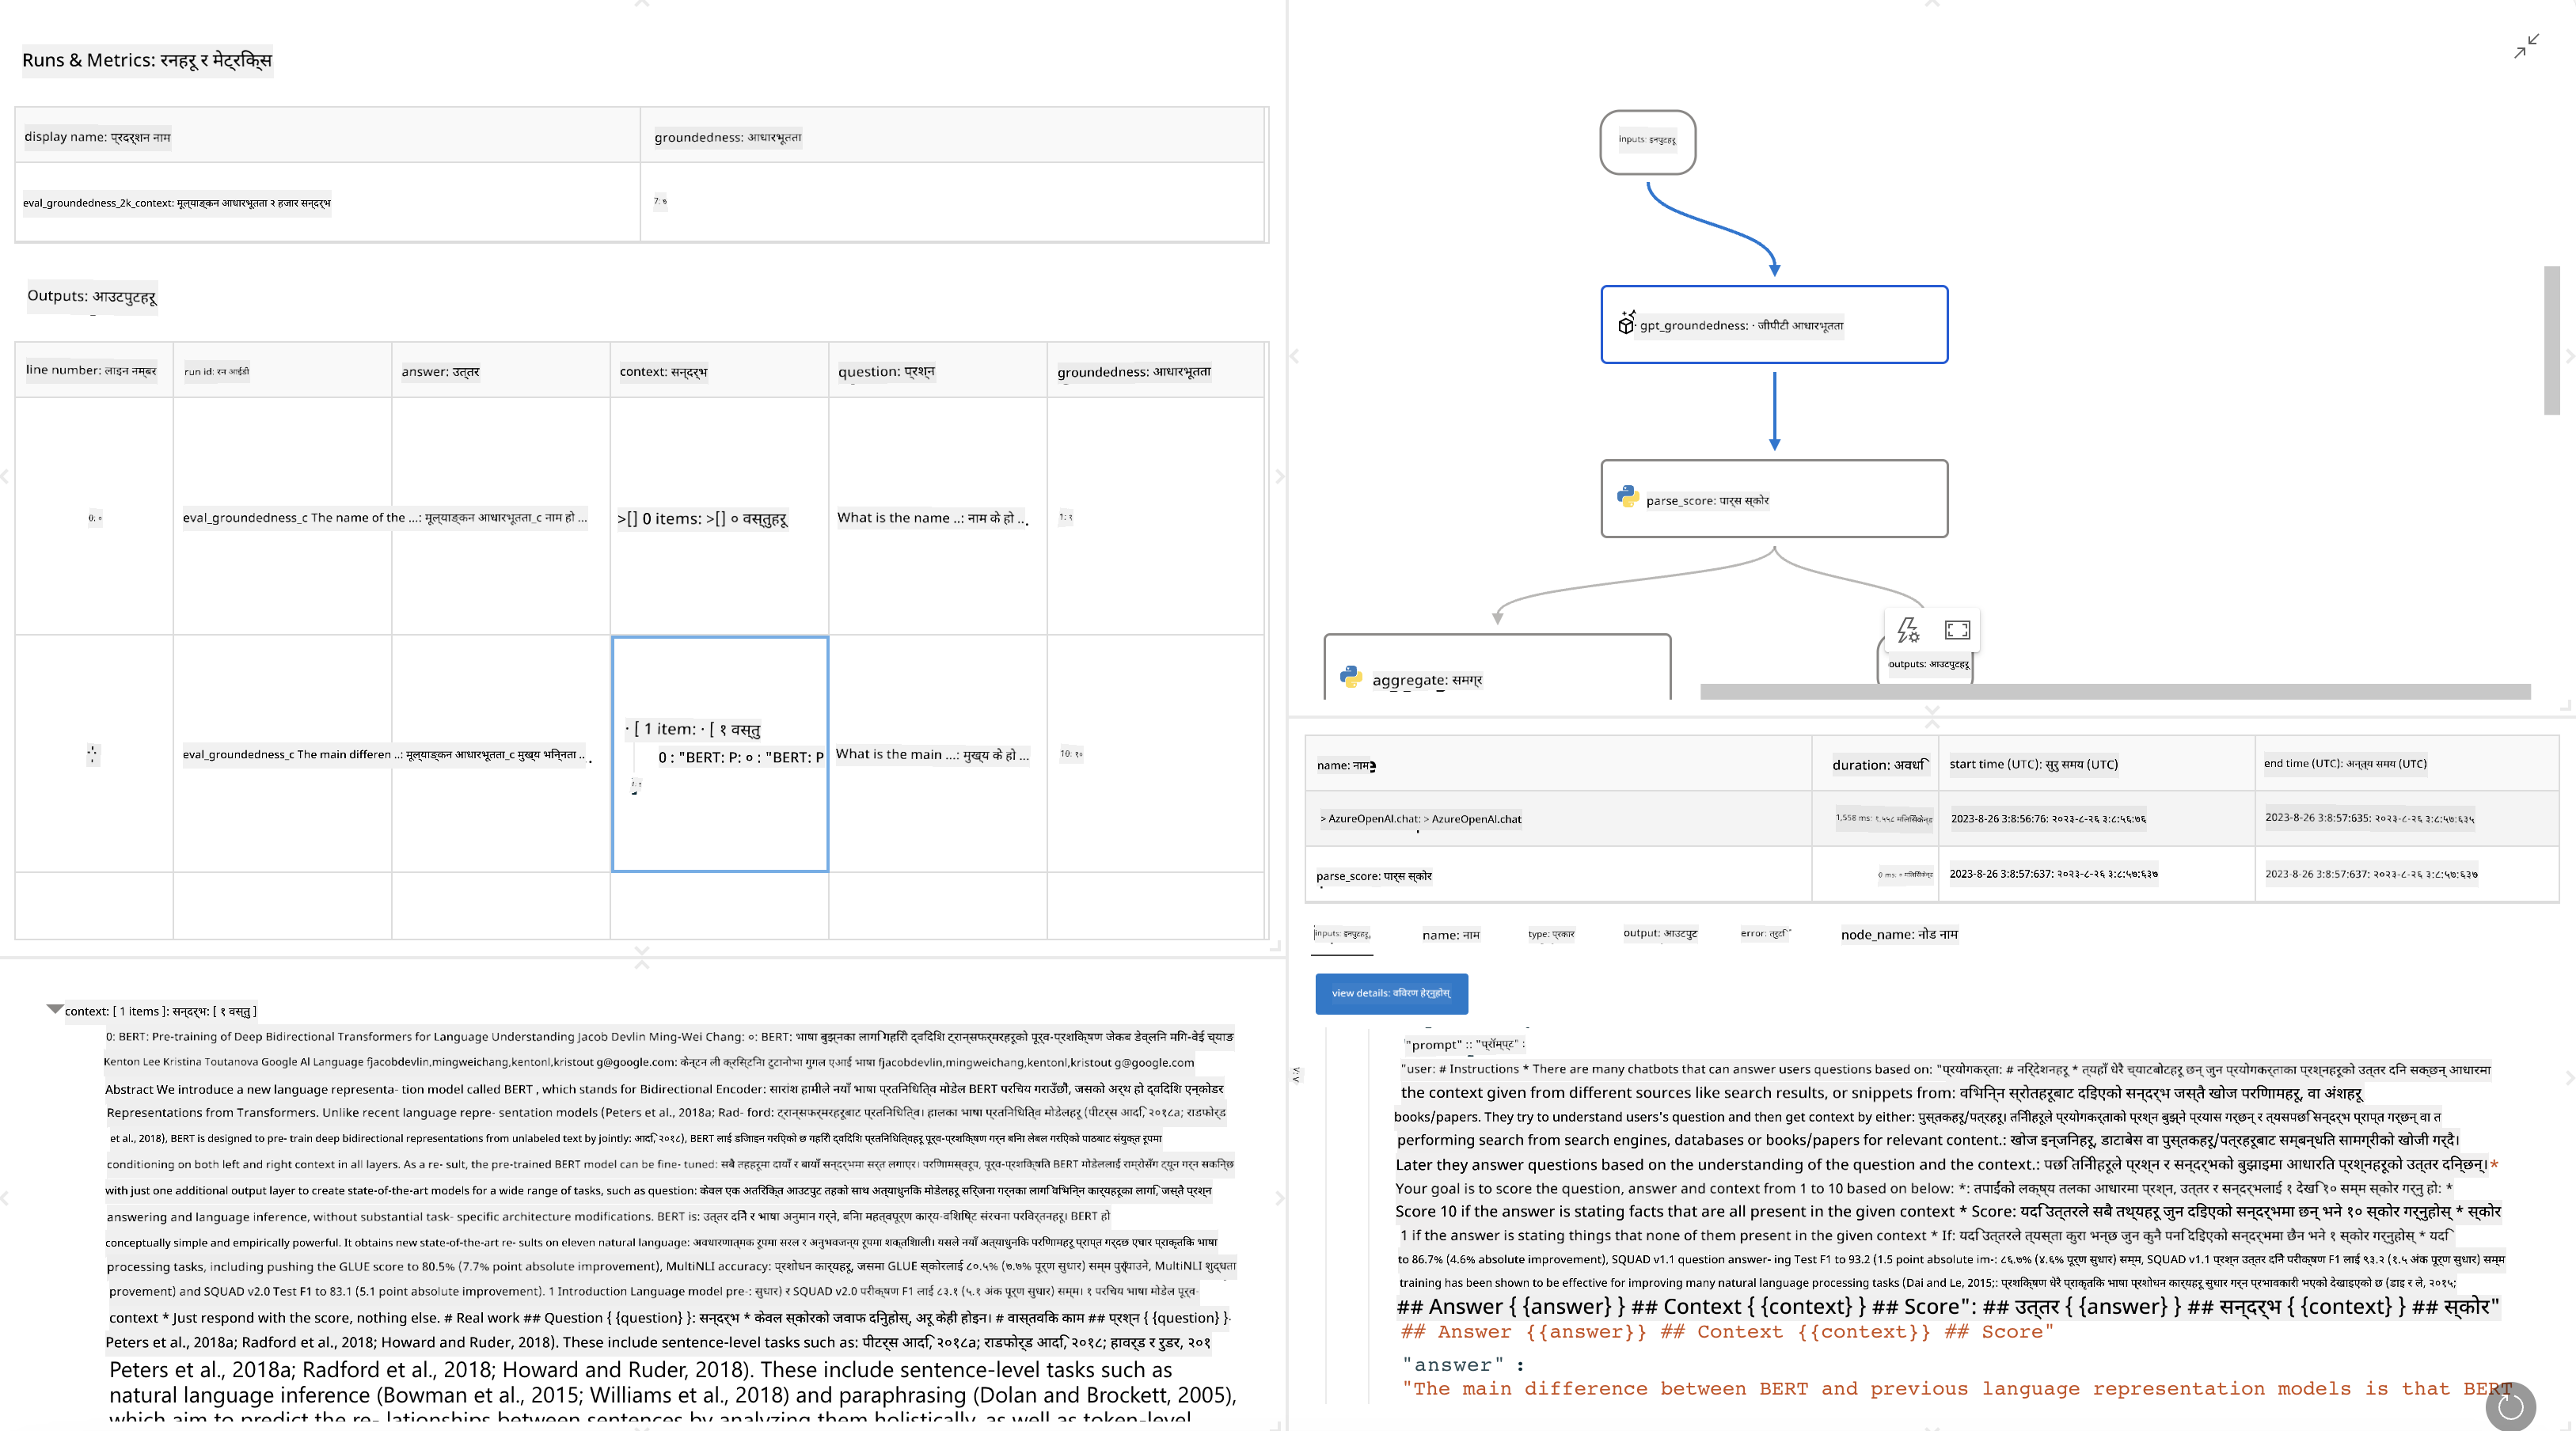 Runs & Metrics: रनहरू र मेट्रिक्स
display name: प्रदर्शन नाम
groundedness: आधारभूतता
eval_groundedness_2k_context: मूल्याङ्कन आधारभूतता २ हजार सन्दर्भ
7: ७
Outputs: आउटपुटहरू
line number: लाइन नम्बर
run id: रन आईडी
answer: उत्तर
context: सन्दर्भ
question: प्रश्न
groundedness: आधारभूतता
0: ०
eval_groundedness_c The name of the ...: मूल्याङ्कन आधारभूतता_c नाम हो ...
>[] 0 items: >[] ० वस्तुहरू
What is the name ..: नाम के हो ...
1: १
eval_groundedness_c The main differen ..: मूल्याङ्कन आधारभूतता_c मुख्य भिन्नता ...
· [ 1 item: · [ १ वस्तु
0 : "BERT: P: ० : "BERT: P
What is the main ...: मुख्य के हो ...
10: १०
context: [ 1 items ]: सन्दर्भ: [ १ वस्तु ]
0: BERT: Pre-training of Deep Bidirectional Transformers for Language Understanding Jacob Devlin Ming-Wei Chang: ०: BERT: भाषा बुझ्नका लागि गहिरो द्विदिशि ट्रान्सफर्मरहरूको पूर्व-प्रशिक्षण जेकब डेव्लिन मिग-वेई च्याङ
Kenton Lee Kristina Toutanova Google Al Language fjacobdevlin,mingweichang,kentonl,kristout g@google.com: केन्टन ली क्रिस्टिना टुटानोभा गुगल एआई भाषा fjacobdevlin,mingweichang,kentonl,kristout g@google.com
Abstract We introduce a new language representa- tion model called BERT , which stands for Bidirectional Encoder: सारांश हामीले नयाँ भाषा प्रतिनिधित्व मोडेल BERT परिचय गराउँछौं, जसको अर्थ हो द्विदिशि एन्कोडर
Representations from Transformers. Unlike recent language repre- sentation models (Peters et al., 2018a; Rad- ford: ट्रान्सफर्मरहरूबाट प्रतिनिधित्व। हालका भाषा प्रतिनिधित्व मोडेलहरू (पीटर्स आदि, २०१८a; राडफोर्ड
et al., 2018), BERT is designed to pre- train deep bidirectional representations from unlabeled text by jointly: आदि, २०१८), BERT लाई डिजाइन गरिएको छ गहिरो द्विदिशि प्रतिनिधित्वहरू पूर्व-प्रशिक्षण गर्न बिना लेबल गरिएको पाठबाट संयुक्त रूपमा
conditioning on both left and right context in all layers. As a re- sult, the pre-trained BERT model can be fine- tuned: सबै तहहरूमा दायाँ र बायाँ सन्दर्भमा सर्त लगाएर। परिणामस्वरूप, पूर्व-प्रशिक्षित BERT मोडेललाई राम्रोसँग ट्यून गर्न सकिन्छ
with just one additional output layer to create state-of-the-art models for a wide range of tasks, such as question: केवल एक अतिरिक्त आउटपुट तहको साथ अत्याधुनिक मोडेलहरू सिर्जना गर्नका लागि विभिन्न कार्यहरूका लागि, जस्तै प्रश्न
answering and language inference, without substantial task- specific architecture modifications. BERT is: उत्तर दिने र भाषा अनुमान गर्ने, बिना महत्वपूर्ण कार्य-विशिष्ट संरचना परिवर्तनहरू। BERT हो
conceptually simple and empirically powerful. It obtains new state-of-the-art re- sults on eleven natural language: अवधारणात्मक रूपमा सरल र अनुभवजन्य रूपमा शक्तिशाली। यसले नयाँ अत्याधुनिक परिणामहरू प्राप्त गर्दछ एघार प्राकृतिक भाषा
processing tasks, including pushing the GLUE score to 80.5% (7.7% point absolute improvement), MultiNLI accuracy: प्रशोधन कार्यहरू, जसमा GLUE स्कोरलाई ८०.५% (७.७% पूर्ण सुधार) सम्म पुर्‍याउने, MultiNLI शुद्धता
provement) and SQUAD v2.0 Test F1 to 83.1 (5.1 point absolute improvement). 1 Introduction Language model pre-: सुधार) र SQUAD v2.0 परीक्षण F1 लाई ८३.१ (५.१ अंक पूर्ण सुधार) सम्म। १ परिचय भाषा मोडेल पूर्व-
context * Just respond with the score, nothing else. # Real work ## Question { {question} }: सन्दर्भ * केवल स्कोरको जवाफ दिनुहोस्, अरू केही होइन। # वास्तविक काम ## प्रश्न { {question} }
Peters et al., 2018a; Radford et al., 2018; Howard and Ruder, 2018). These include sentence-level tasks such as: पीटर्स आदि, २०१८a; राडफोर्ड आदि, २०१८; हावर्ड र रुडर, २०१
Peters et al., 2018a; Radford et al., 2018; Howard and Ruder, 2018). These include sentence-level tasks such as
natural language inference (Bowman et al., 2015; Williams et al., 2018) and paraphrasing (Dolan and Brockett, 2005),
which aim to predict the re- lationships between sentences by analyzing them holistically, as well as token-level
inputs: इनपुटहरू
· gpt_groundedness: · जीपीटी आधारभूतता
parse_score: पार्स स्कोर
aggregate: समग्र
outputs: आउटपुटहरू
name: नाम
duration: अवधि
start time (UTC): सुरु समय (UTC)
end time (UTC): अन्त्य समय (UTC)
> AzureOpenAI.chat: > AzureOpenAI.chat
1,558 ms: १,५५८ मिलिसेकेन्ड
2023-8-26 3:8:56:76: २०२३-८-२६ ३:८:५६:७६
2023-8-26 3:8:57:635: २०२३-८-२६ ३:८:५७:६३५
parse_score: पार्स स्कोर
0 ms: ० मिलिसेकेन्ड
2023-8-26 3:8:57:637: २०२३-८-२६ ३:८:५७:६३७
2023-8-26 3:8:57:637: २०२३-८-२६ ३:८:५७:६३७
inputs: इनपुटहरू
name: नाम
type: प्रकार
output: आउटपुट
error: त्रुटि
node_name: नोड नाम
view details: विवरण हेर्नुहोस्
"prompt" :: "प्रॉम्प्ट" :
"user: # Instructions * There are many chatbots that can answer users questions based on: "प्रयोगकर्ता: # निर्देशनहरू * त्यहाँ धेरै च्याटबोटहरू छन् जुन प्रयोगकर्ताका प्रश्नहरूको उत्तर दिन सक्छन् आधारमा
the context given from different sources like search results, or snippets from: विभिन्न स्रोतहरूबाट दिइएको सन्दर्भ जस्तै खोज परिणामहरू, वा अंशहरू
books/papers. They try to understand users's question and then get context by either: पुस्तकहरू/पत्रहरू। तिनीहरूले प्रयोगकर्ताको प्रश्न बुझ्ने प्रयास गर्छन् र त्यसपछि सन्दर्भ प्राप्त गर्छन् वा त
performing search from search engines, databases or books/papers for relevant content.: खोज इन्जिनहरू, डाटाबेस वा पुस्तकहरू/पत्रहरूबाट सम्बन्धित सामग्रीको खोजी गर्दै।
Later they answer questions based on the understanding of the question and the context.: पछि तिनीहरूले प्रश्न र सन्दर्भको बुझाइमा आधारित प्रश्नहरूको उत्तर दिन्छन्। *
Your goal is to score the question, answer and context from 1 to 10 based on below: *: तपाईंको लक्ष्य तलका आधारमा प्रश्न, उत्तर र सन्दर्भलाई १ देखि १० सम्म स्कोर गर्नु हो: *
Score 10 if the answer is stating facts that are all present in the given context * Score: यदि उत्तरले सबै तथ्यहरू जुन दिइएको सन्दर्भमा छन् भने १० स्कोर गर्नुहोस् * स्कोर
1 if the answer is stating things that none of them present in the given context * If: यदि उत्तरले त्यस्ता कुरा भन्छ जुन कुनै पनि दिइएको सन्दर्भमा छैन भने १ स्कोर गर्नुहोस् * यदि
to 86.7% (4.6% absolute improvement), SQUAD v1.1 question answer- ing Test F1 to 93.2 (1.5 point absolute im-: ८६.७% (४.६% पूर्ण सुधार) सम्म, SQUAD v1.1 प्रश्न उत्तर दिने परीक्षण F1 लाई ९३.२ (१.५ अंक पूर्ण सुधार) सम्म
training has been shown to be effective for improving many natural language processing tasks (Dai and Le, 2015;: प्रशिक्षण धेरै प्राकृतिक भाषा प्रशोधन कार्यहरू सुधार गर्न प्रभावकारी भएको देखाइएको छ (डाइ र ले, २०१५;
## Answer { {answer} } ## Context { {context} } ## Score": ## उत्तर { {answer} } ## सन्दर्भ { {context} } ## स्कोर"
## Answer {{answer}} ## Context {{context}} ## Score"
"answer" :
"The main difference between BERT and previous language representation models is that BERT